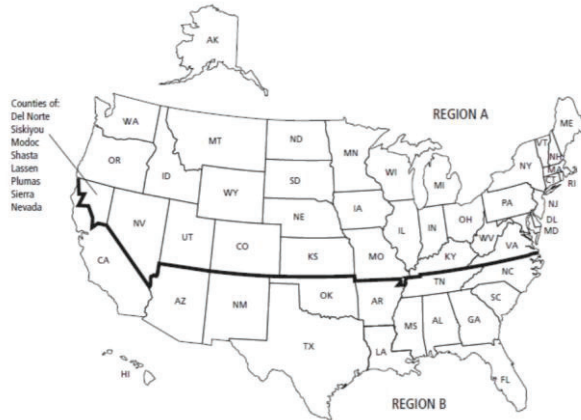 AK
Counties of:
Del Norte
Siskiyou
Modoc
Shasta
Lassen
Plumas
Sierra
Nevada
REGION A
WA
MT
ND
MN
ME
VT
NH
OR
ID
SD
WI
MI
NY
MA
CT
RI
WY
IA
PA
NJ
NE
IL
IN
OH
DL
MD
NV
UT
CO
KS
MO
KY
WV
VA
CA
AZ
NM
OK
AR
TN
NC
SC
MS
AL
GA
TX
LA
FL
HI
REGION B